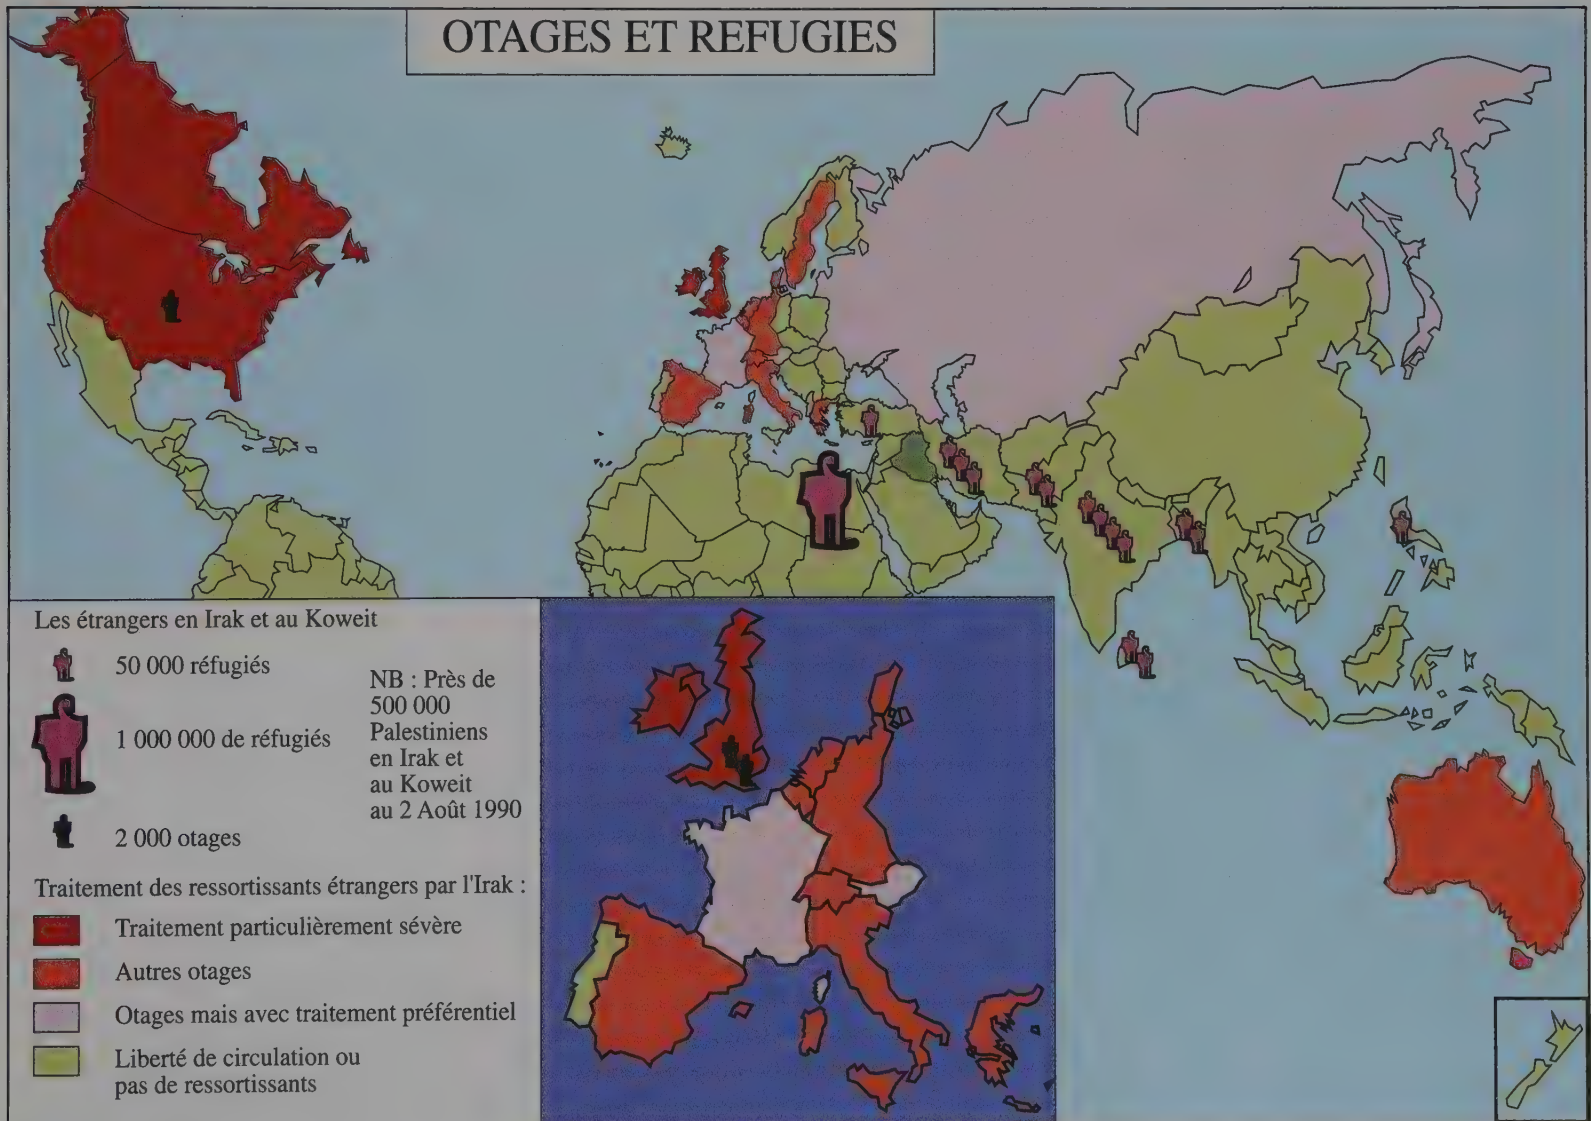 OTAGES ET REFUGIES
Les étrangers en Irak et au Koweit
50 000 réfugiés
1 000 000 de réfugiés
NB : Près de
500 000
Palestiniens
en Irak et
au Koweit
au 2 Août 1990
2 000 otages
Traitement des ressortissants étrangers par l'Irak :
Traitement particulièrement sévère
Autres otages
Otages mais avec traitement préférentiel
Liberté de circulation ou
pas de ressortissants